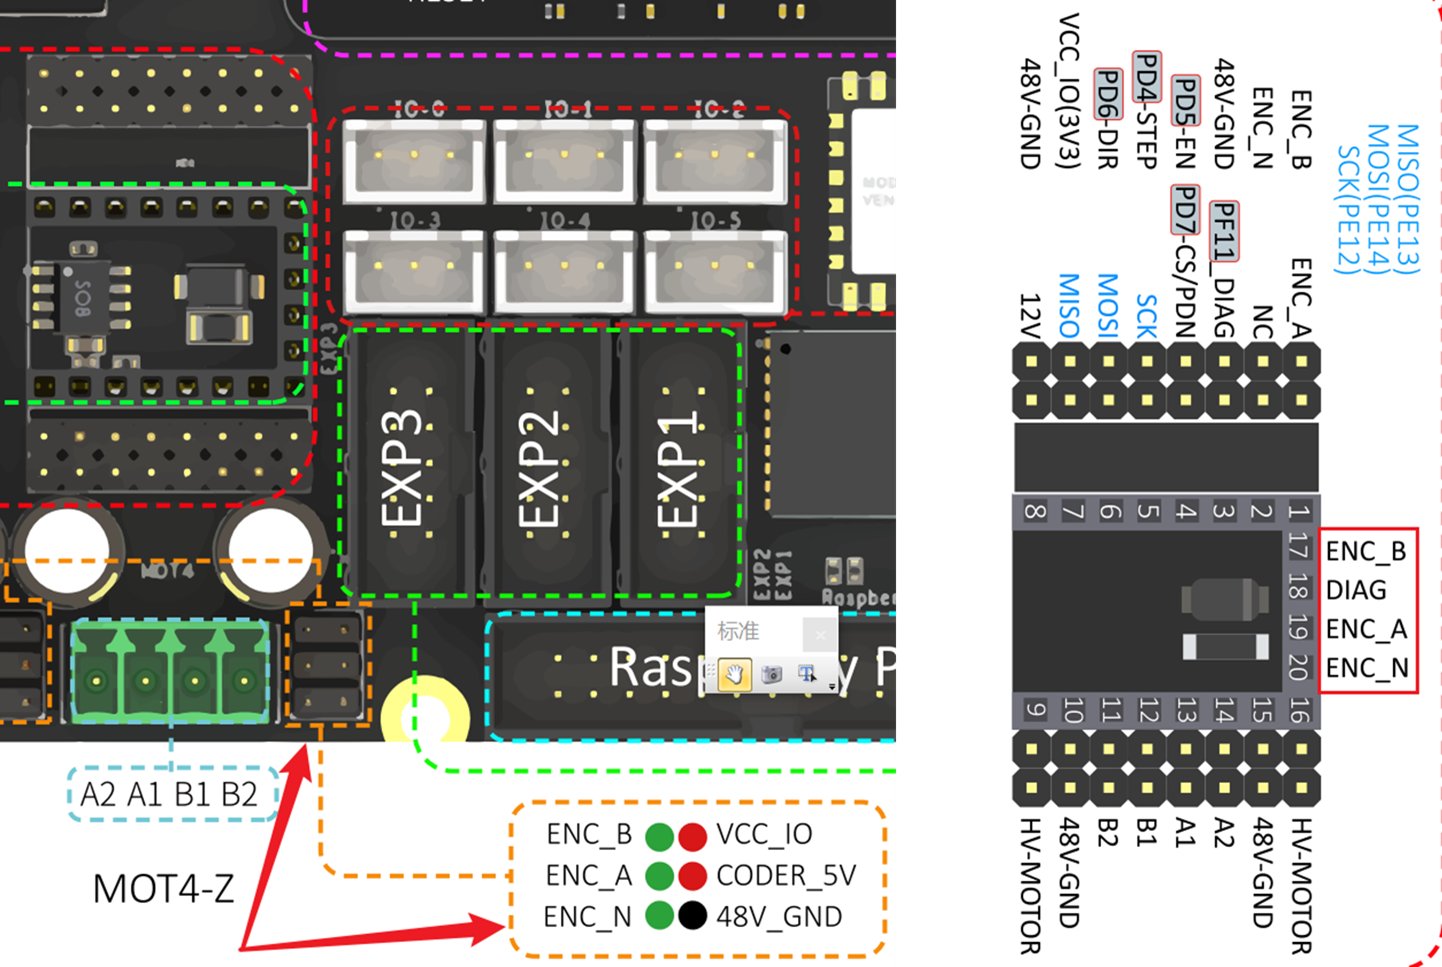 IO-0
IO-1
IO-2
IO-3
IO-4
IO-5
SOB
EXP3
EXP3
EXP2
EXP1
EXP2
EXP1
MOT4
Raspber
标准
Rasp
y P
A2 A1 B1 B2
MOT4-Z
ENC_B
VCC_IO
ENC_A
CODER_5V
ENC_N
48V_GND
48V-GND
VCC_IO(3V3)
PD6-DIR
PD4-STEP
PD5-EN
48V-GND
ENC_N
ENC_B
MISO(PE13)
MOSI(PE14)
SCK(PE12)
12V
MISO
MOSI
SCK
PD7-CS/PDN
PF11_DIAG
NC
ENC_A
8
7
6
5
4
3
2
1
17
ENC_B
18
DIAG
19
ENC_A
20
ENC_N
9
10
11
12
13
14
15
16
HV-MOTOR
48V-GND
B2
B1
A1
A2
48V-GND
HV-MOTOR